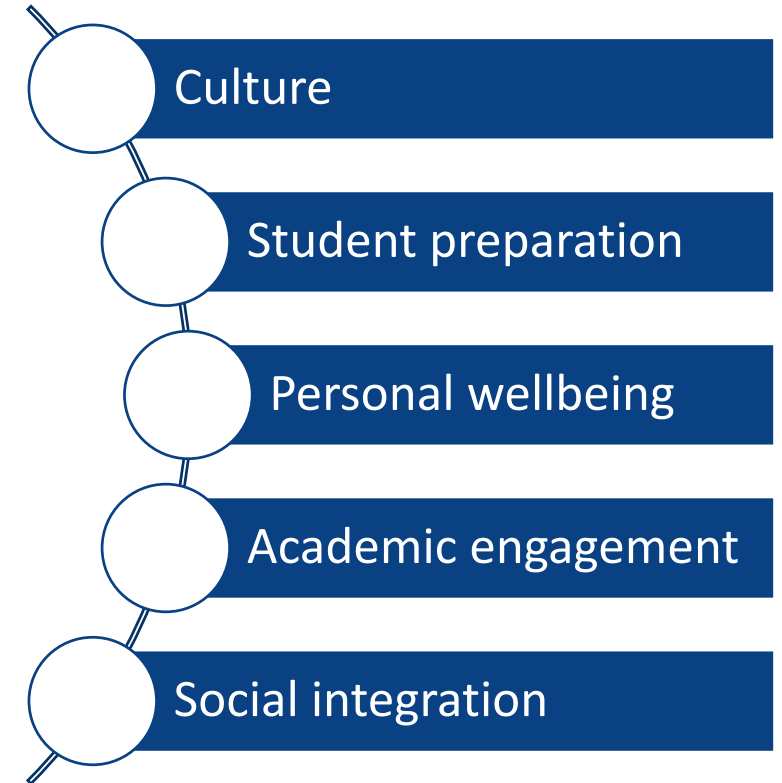 Culture
Student preparation
Personal wellbeing
Academic engagement
Social integration